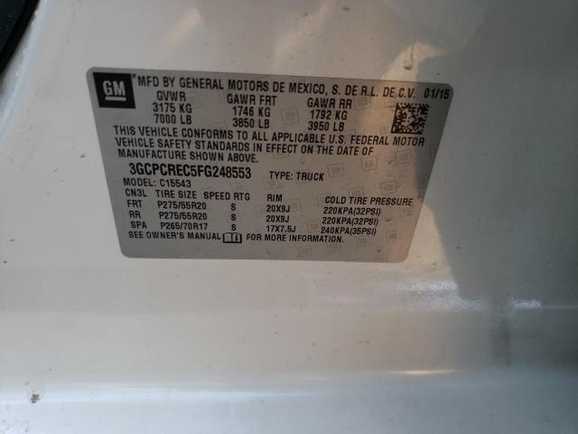 GM MFD BY GENERAL MOTORS DE MEXICO, S. DE R.L. DE C.V. 01/15
GVWR GAWR FRT GAWR RR
3175 KG 1746 KG 1792 KG
7000 LB 3850 LB 3950 LB
THIS VEHICLE CONFORMS TO ALL APPLICABLE U.S. FEDERAL MOTOR
VEHICLE SAFETY STANDARDS IN EFFECT ON THE DATE OF
MANUFACTURE SHOWN ABOVE.
3GCPCREC5FG248553 TYPE: TRUCK
C15543
CN3L TIRE SIZE SPEED RTG RIM COLD TIRE PRESSURE
FRT P275/55R20 S 20X9J 220KPA(32PSI)
RR P275/55R20 S 20X9J 220KPA(32PSI)
SPA P265/70R17 S 17X7.5J 240KPA(35PSI)
SEE OWNER'S MANUAL FOR MORE INFORMATION.